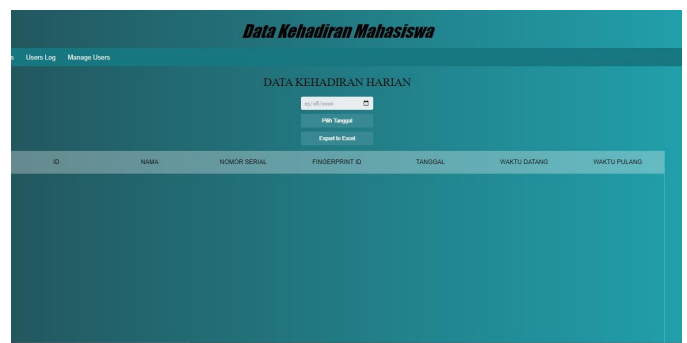 Data Kehadiran Mahasiswa
s Users Log Manage Users
DATA KEHADIRAN HARIAN
Pilih Tanggal
Export to Excel
ID NAMA NOMOR SERIAL FINGERPRINT ID TANGGAL WAKTU DATANG WAKTU PULANG